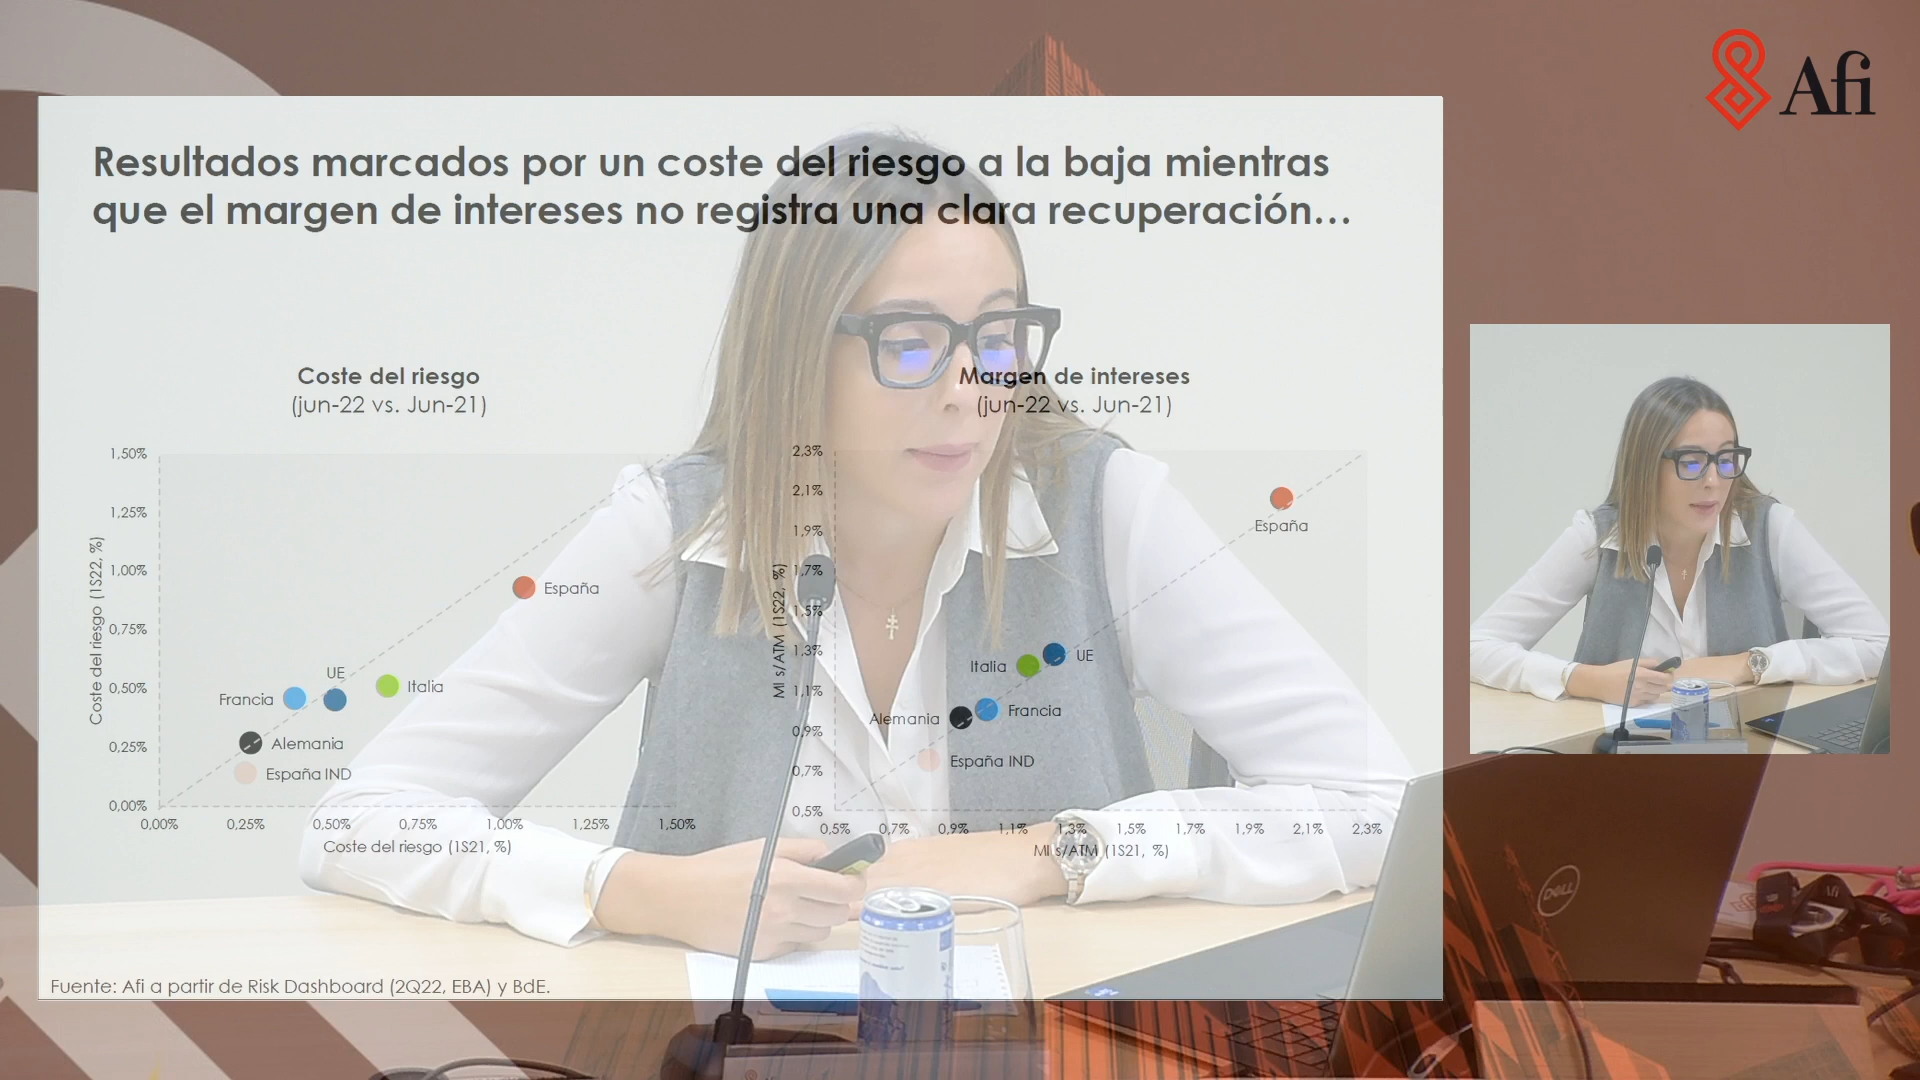 Afi
Resultados marcados por un coste del riesgo a la baja mientras
que el margen de intereses no registra una clara recuperación…
Coste del riesgo
(jun-22 vs. Jun-21)
1,50%
1,25%
1,00%
0,75%
0,50%
0,25%
0,00%
Coste del riesgo (1S22, %)
España
UE
Francia
Italia
Alemania
España IND
0,00% 0,25% 0,50% 0,75% 1,00% 1,25% 1,50%
Coste del riesgo (1S21, %)
Margen de intereses
(jun-22 vs. Jun-21)
2,3%
2,1%
1,9%
1,7%
1,5%
1,3%
1,1%
0,9%
0,7%
0,5%
MI s/ATM (1S22, %)
España
Italia
UE
Alemania
Francia
España IND
0,5% 0,7% 0,9% 1,1% 1,3% 1,5% 1,7% 1,9% 2,1% 2,3%
MI s/ATM (1S21, %)
Fuente: Afi a partir de Risk Dashboard (2Q22, EBA) y BdE.
DELL
Afi